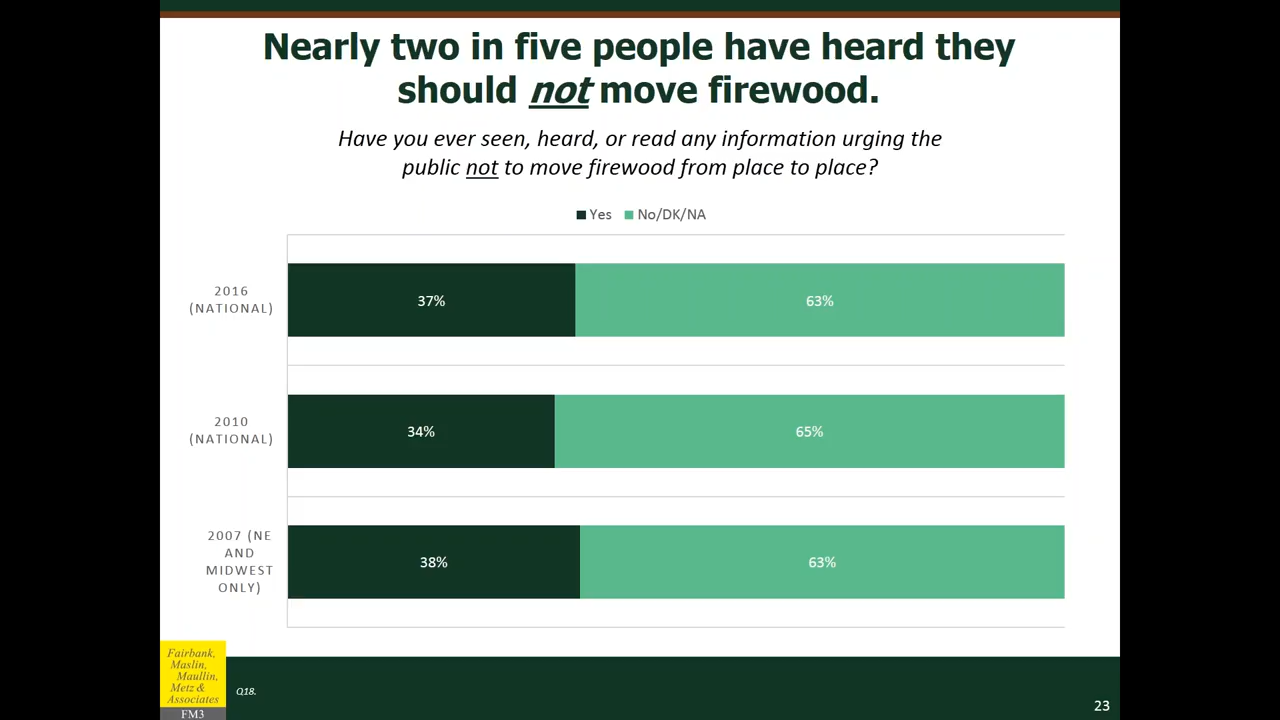 Nearly two in five people have heard they
should not move firewood.
Have you ever seen, heard, or read any information urging the
public not to move firewood from place to place?
Yes No/DK/NA
2016
(NATIONAL)
37% 63%
2010
(NATIONAL)
34% 65%
2007 (NE
AND
MIDWEST
ONLY)
38% 63%
Fairbank,
Maslin,
Maullin,
Metz &
Associates
FM3
Q18.
23